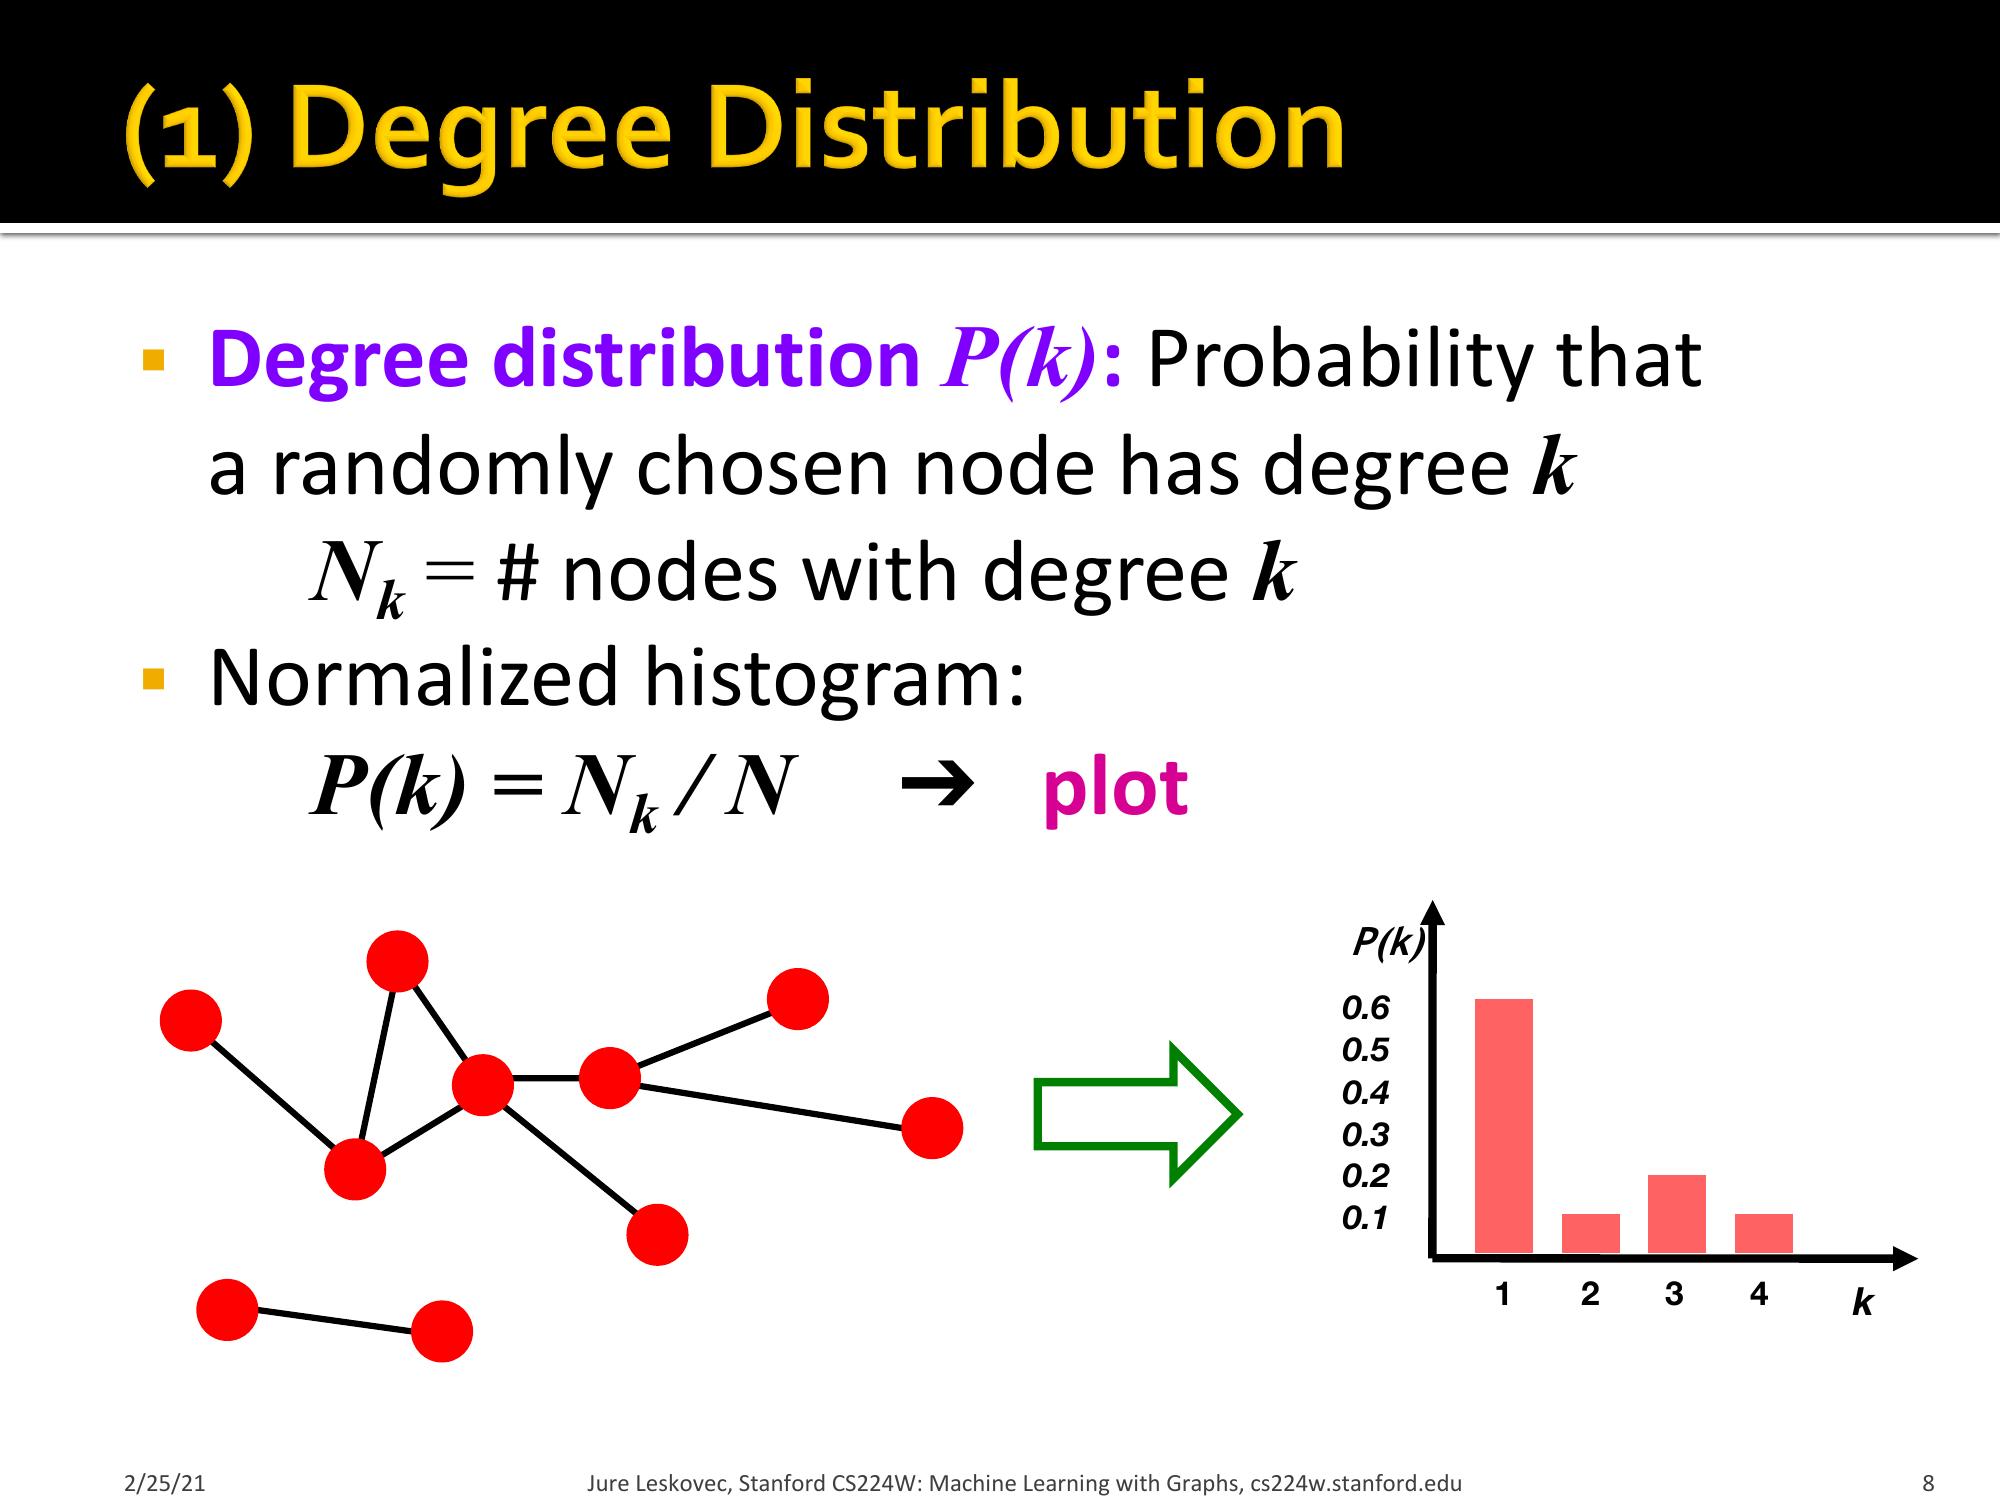 (1) Degree Distribution
▪ Degree distribution P(k): Probability that
a randomly chosen node has degree k
N_k = # nodes with degree k
▪ Normalized histogram:
P(k) = N_k / N ➔ plot
P(k)
0.6
0.5
0.4
0.3
0.2
0.1
1 2 3 4 k
2/25/21 Jure Leskovec, Stanford CS224W: Machine Learning with Graphs, cs224w.stanford.edu 8